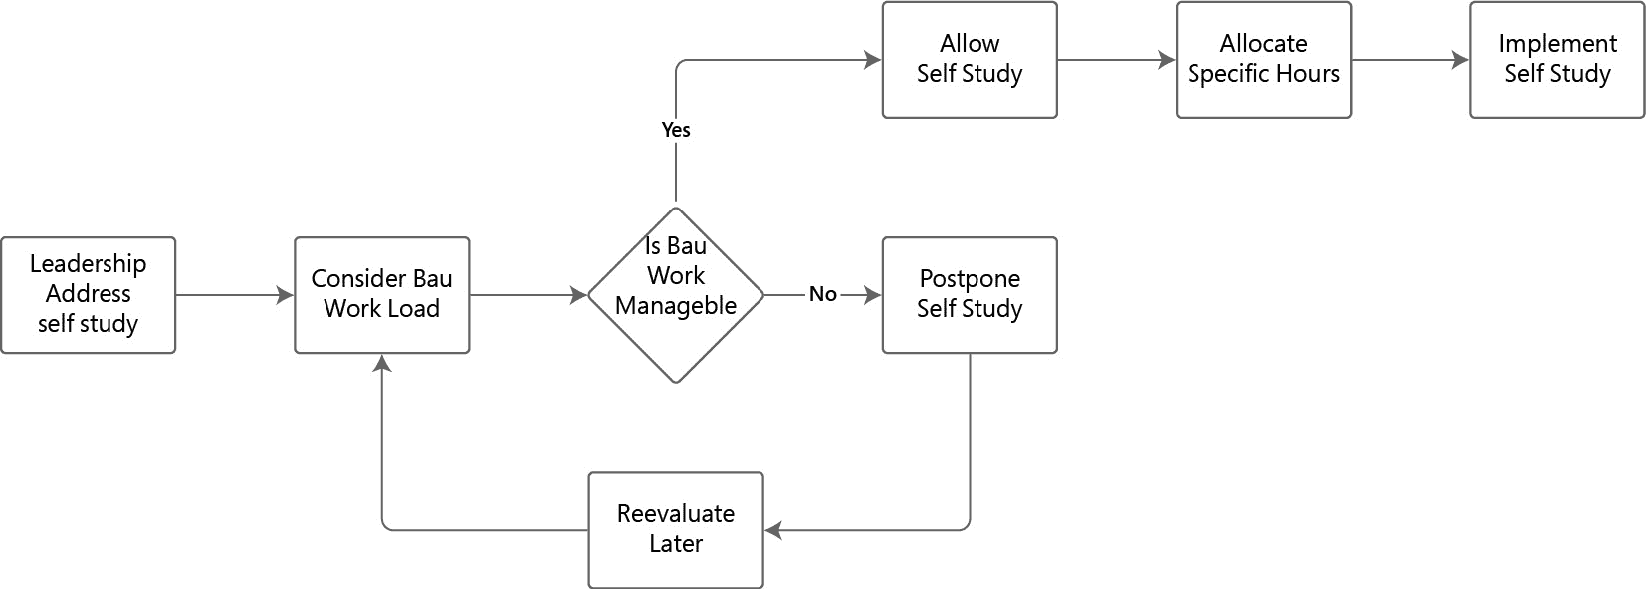 Allow
Self Study
Allocate
Specific Hours
Implement
Self Study
Yes
Leadership
Address
self study
Consider Bau
Work Load
Is Bau
Work
Manageble
No
Postpone
Self Study
Reevaluate
Later